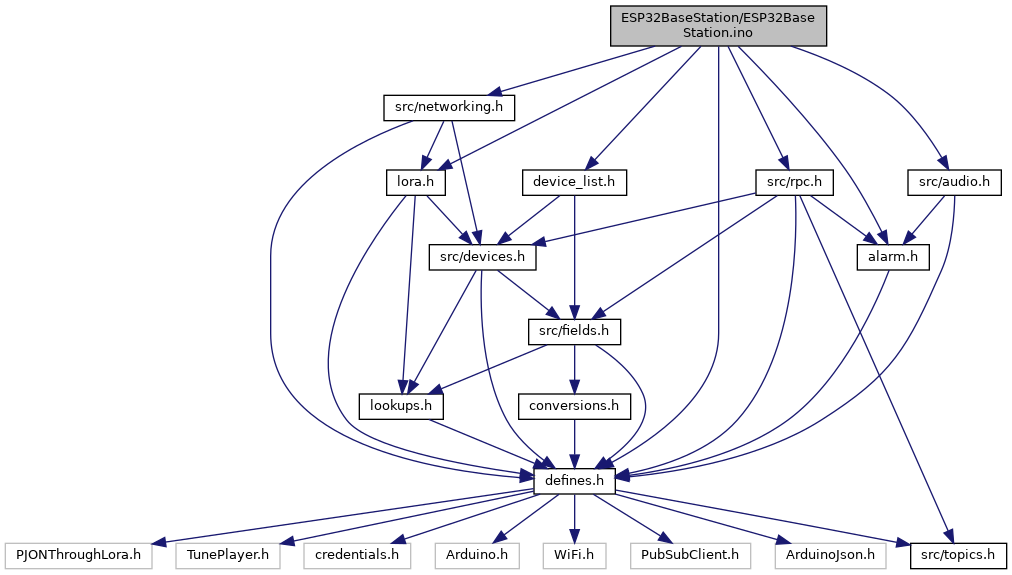 ESP32BaseStation/ESP32Base
Station.ino
src/networking.h
lora.h
device_list.h
src/rpc.h
src/audio.h
src/devices.h
alarm.h
src/fields.h
lookups.h
conversions.h
defines.h
PJONThroughLora.h
TunePlayer.h
credentials.h
Arduino.h
WiFi.h
PubSubClient.h
ArduinoJson.h
src/topics.h